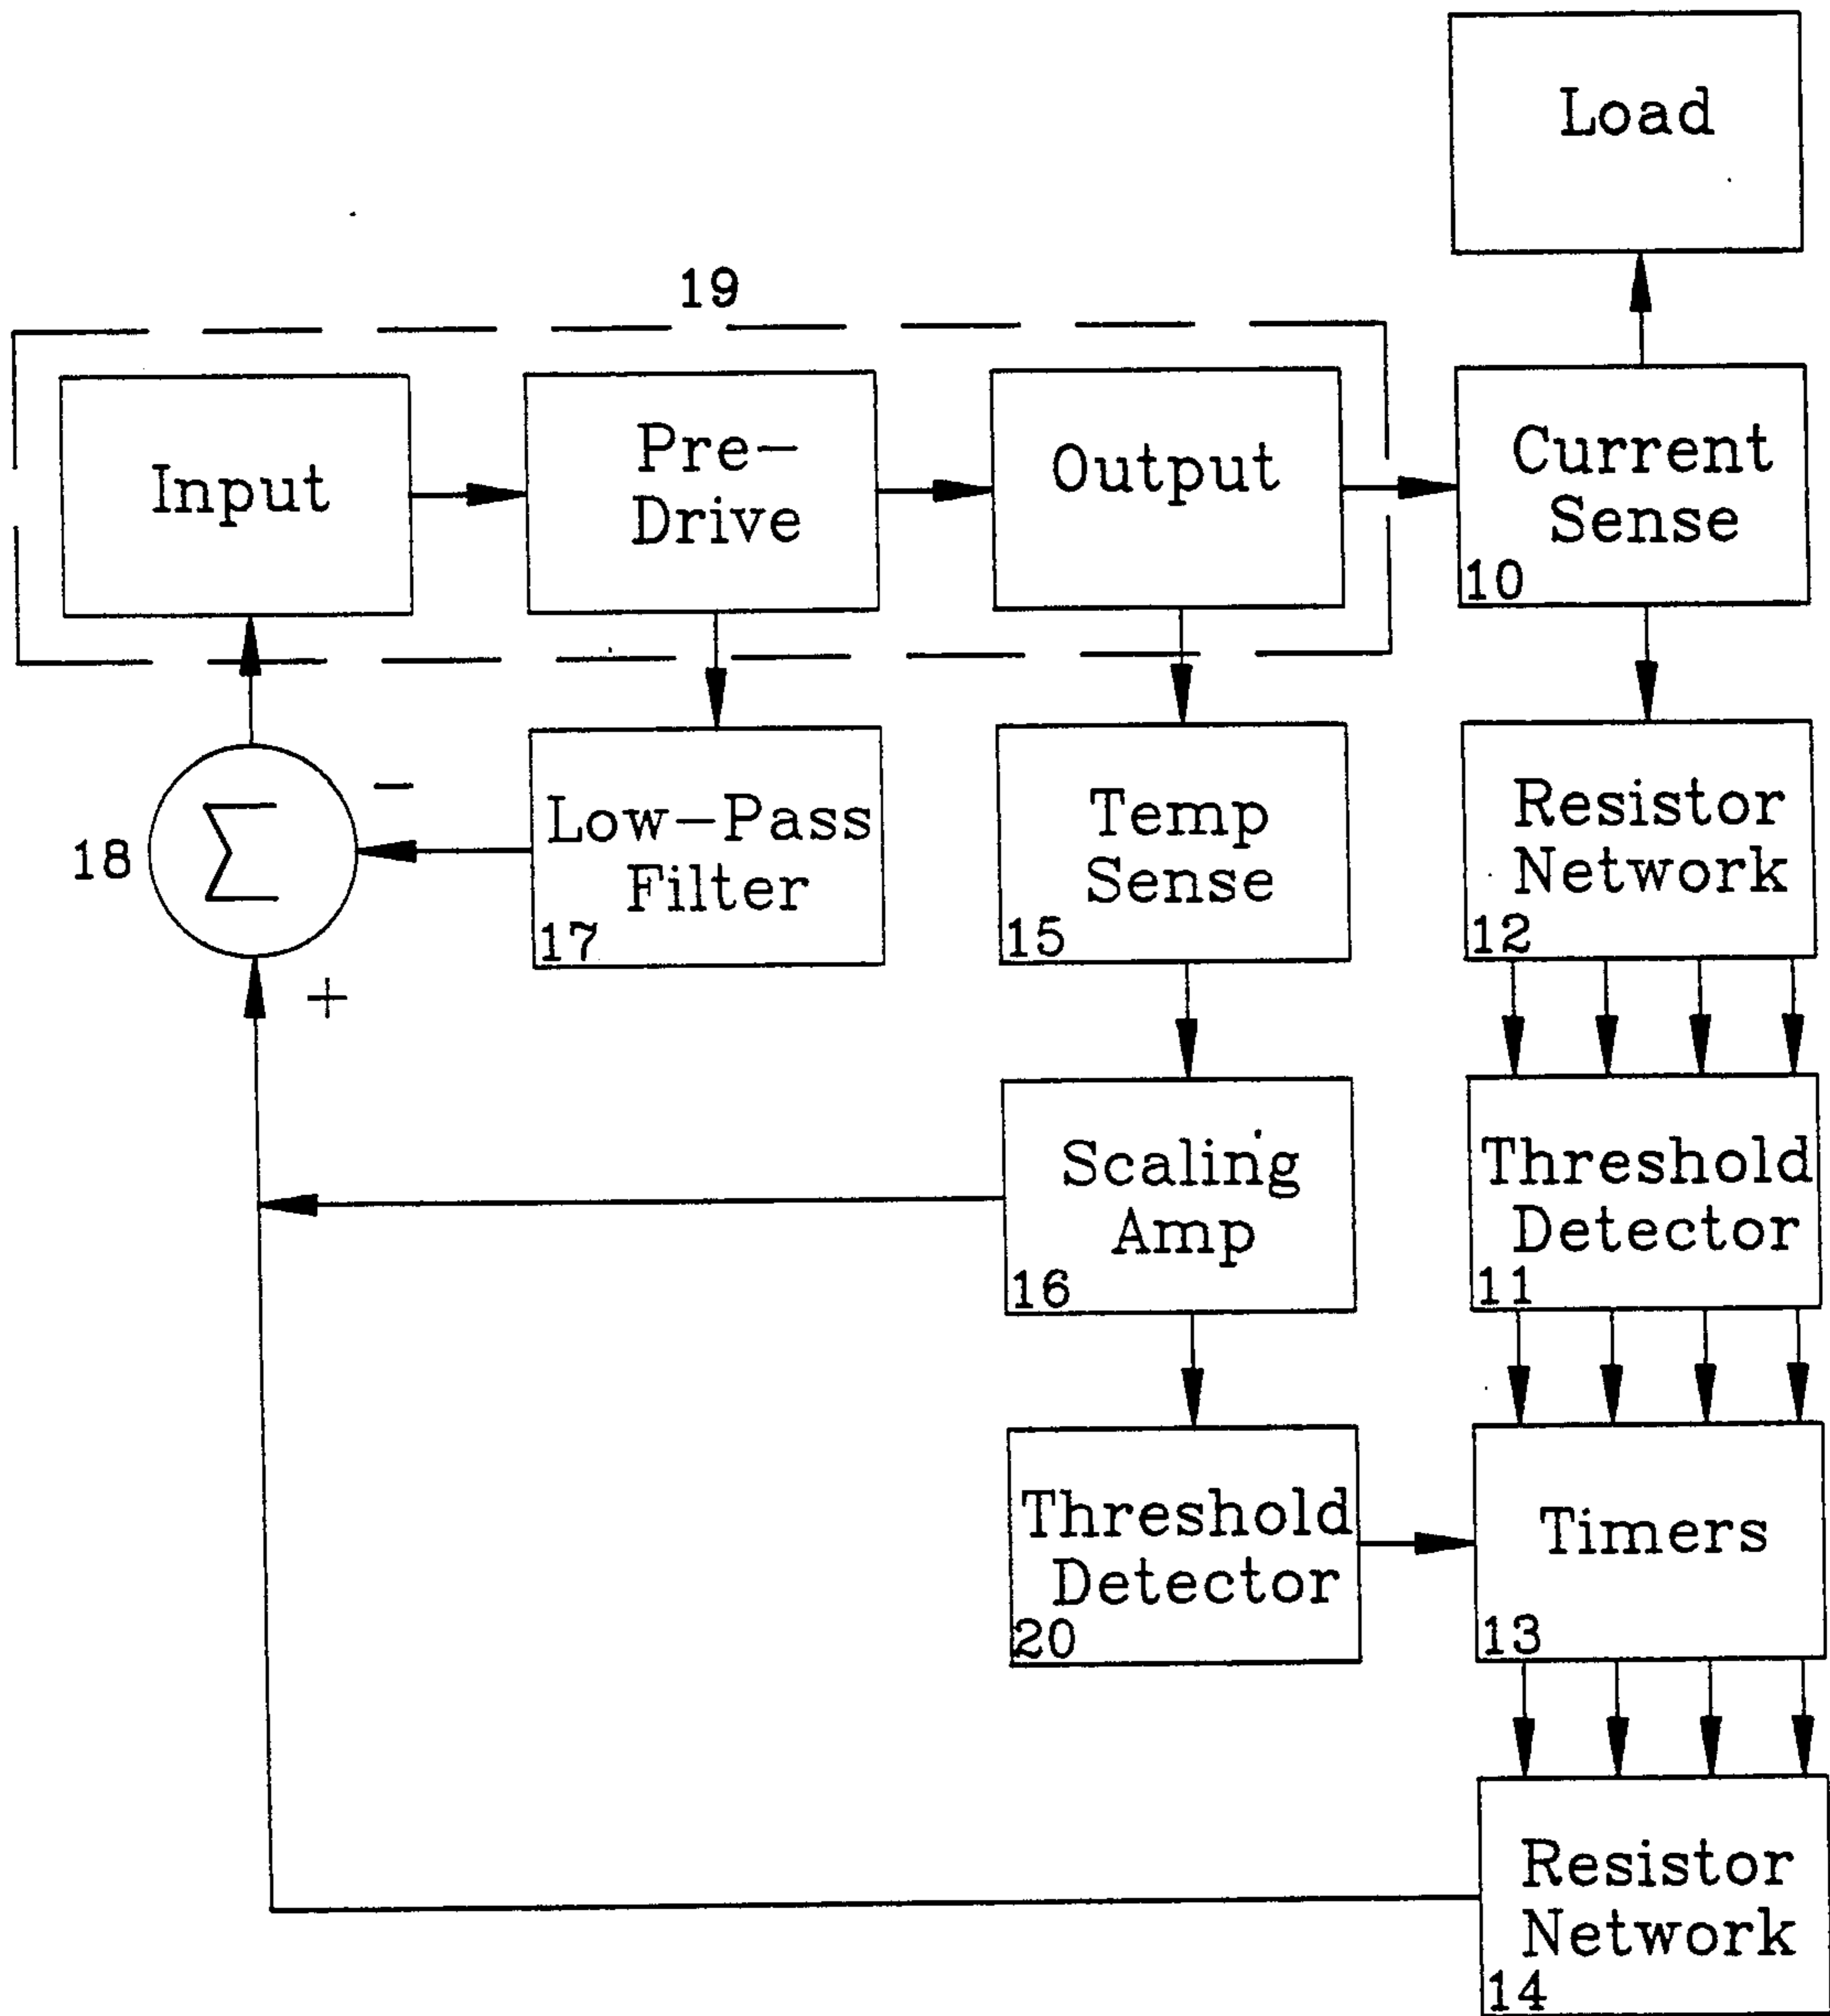 Load
19
Input
Pre-
Drive
Output
Current
Sense
10
18
Σ
-
Low-Pass
Filter
17
Temp
Sense
15
Resistor
Network
12
+
Scaling
Amp
16
Threshold
Detector
11
Threshold
Detector
20
Timers
13
Resistor
Network
14